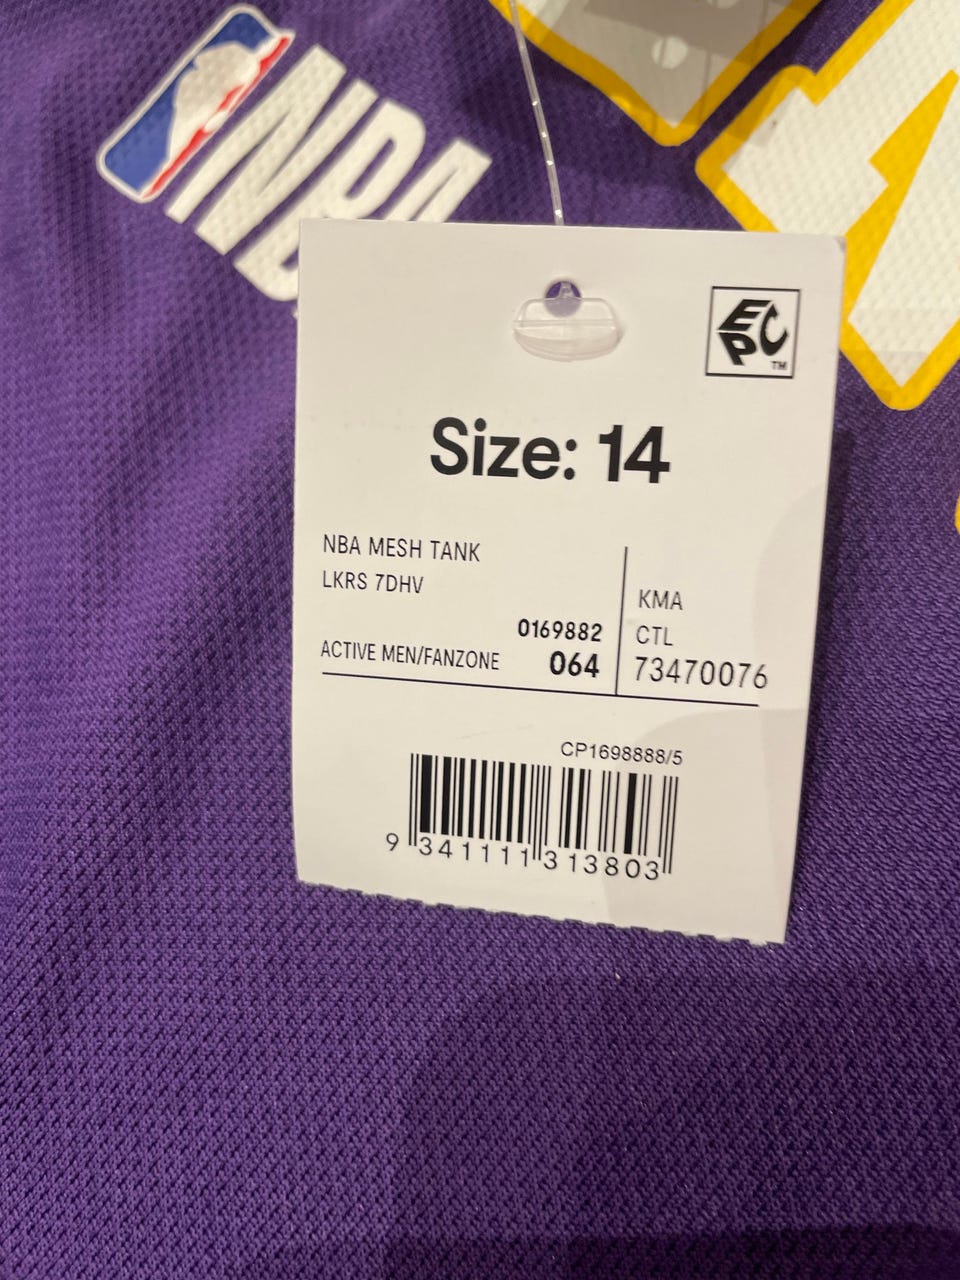 NBA
EPC
TM
Size: 14
NBA MESH TANK
LKRS 7DHV
0169882
ACTIVE MEN/FANZONE 064
KMA
CTL
73470076
CP1698888/5
9 341111 313803